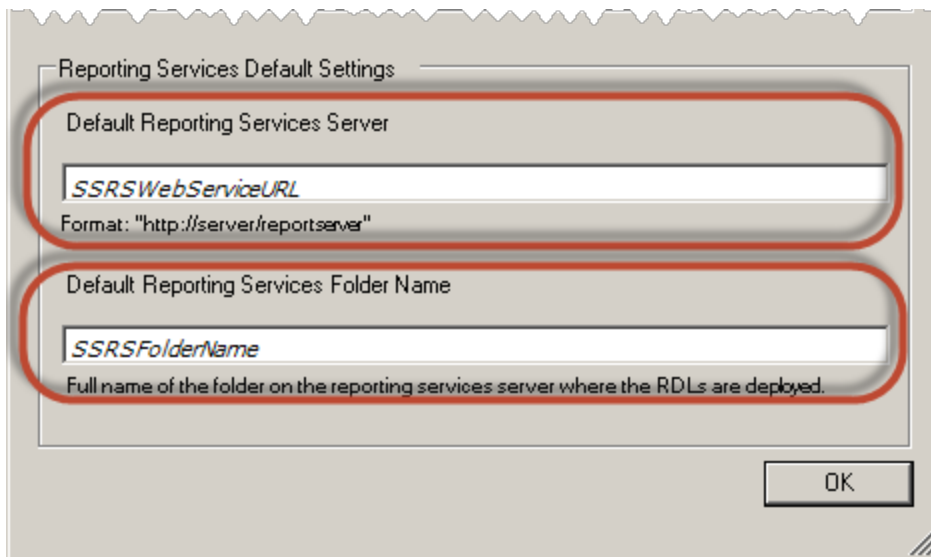 Reporting Services Default Settings
Default Reporting Services Server
SSRSWebServiceURL
Format: "http://server/reportserver"
Default Reporting Services Folder Name
SSRSFolderName
Full name of the folder on the reporting services server where the RDLs are deployed.
OK